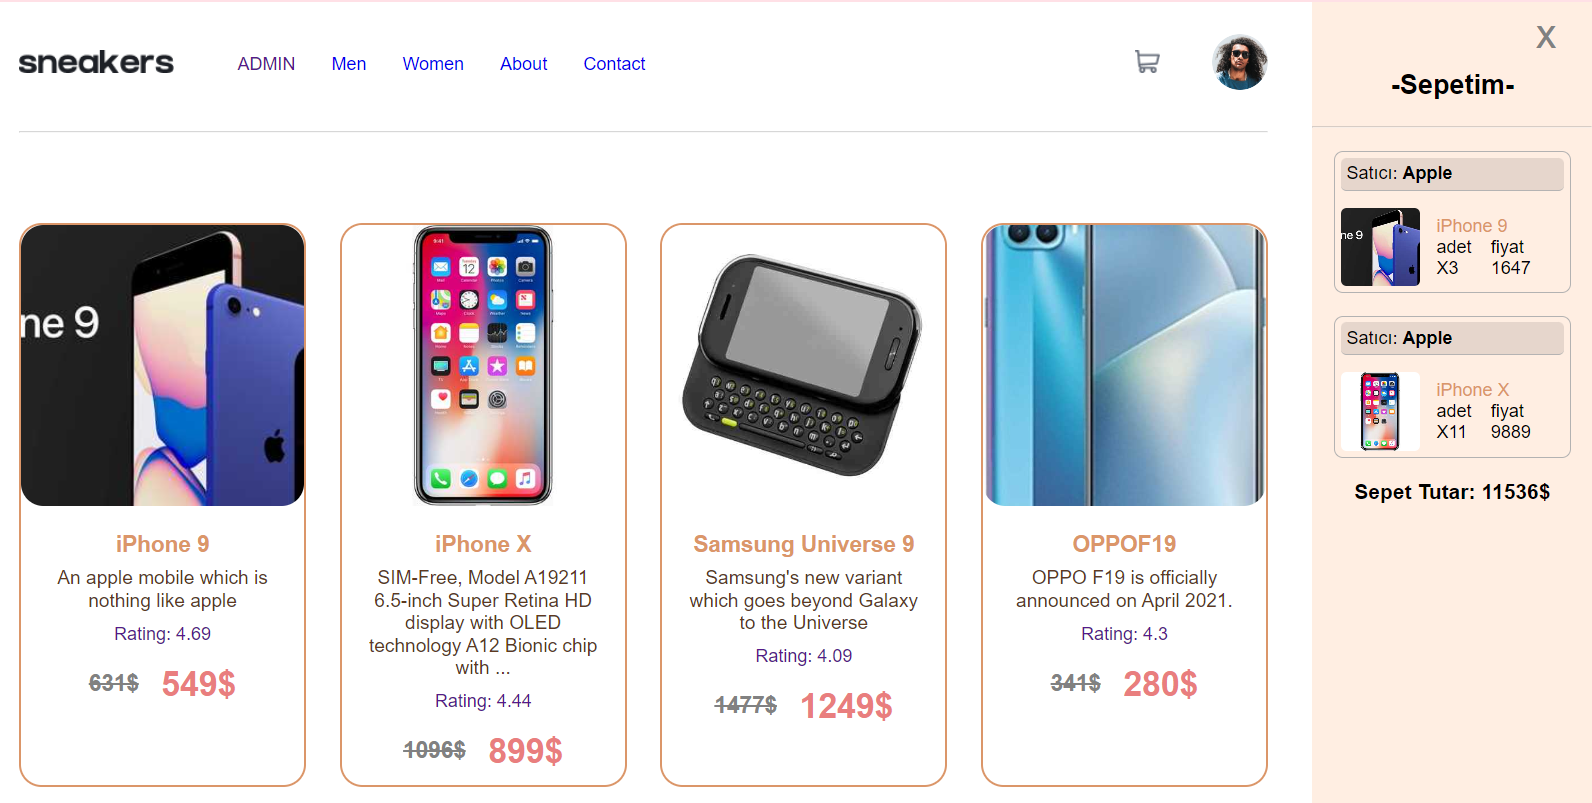 sneakers
ADMIN Men Women About Contact
ne 9
iPhone 9
An apple mobile which is
nothing like apple
Rating: 4.69
631$ 549$
9:41
iPhone X
SIM-Free, Model A19211
6.5-inch Super Retina HD
display with OLED
technology A12 Bionic chip
with ...
Rating: 4.44
1096$ 899$
Samsung Universe 9
Samsung's new variant
which goes beyond Galaxy
to the Universe
Rating: 4.09
1477$ 1249$
OPPOF19
OPPO F19 is officially
announced on April 2021.
Rating: 4.3
341$ 280$
X
-Sepetim-
Satıcı: Apple
ne 9
iPhone 9
adet fiyat
X3 1647
Satıcı: Apple
iPhone X
adet fiyat
X11 9889
Sepet Tutar: 11536$